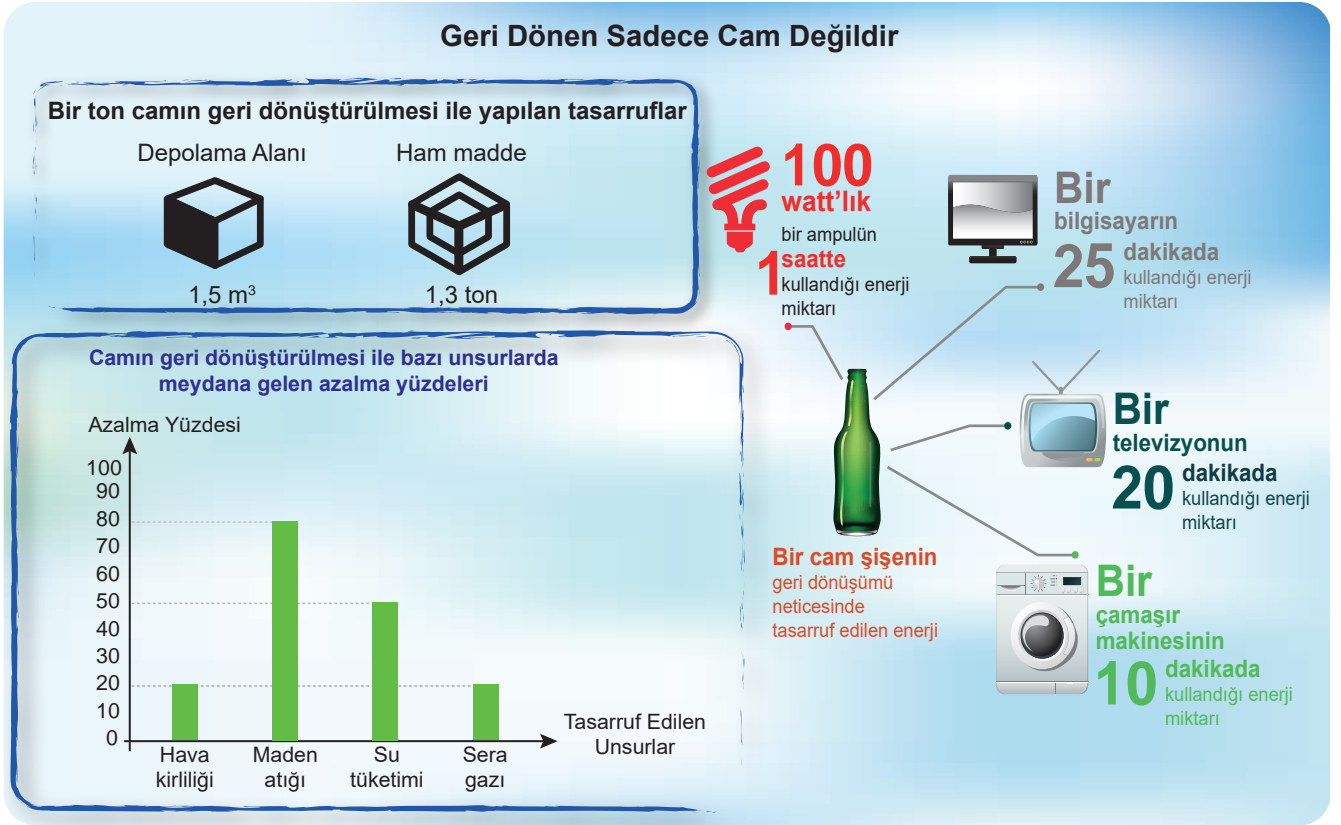 Geri Dönen Sadece Cam Değildir
Bir ton camın geri dönüştürülmesi ile yapılan tasarruflar
Depolama Alanı
Ham madde
1,5 m³
1,3 ton
100
watt’lık
bir ampulün
1 saatte
kullandığı enerji
miktarı
Bir
bilgisayarın
25 dakikada
kullandığı enerji
miktarı
Bir
televizyonun
20 dakikada
kullandığı enerji
miktarı
Bir
çamaşır
makinesinin
10 dakikada
kullandığı enerji
miktarı
Bir cam şişenin
geri dönüşümü
neticesinde
tasarruf edilen enerji
Camın geri dönüştürülmesi ile bazı unsurlarda
meydana gelen azalma yüzdeleri
Azalma Yüzdesi
100
90
80
70
60
50
40
30
20
10
0
Hava
kirliliği
Maden
atığı
Su
tüketimi
Sera
gazı
Tasarruf Edilen
Unsurlar